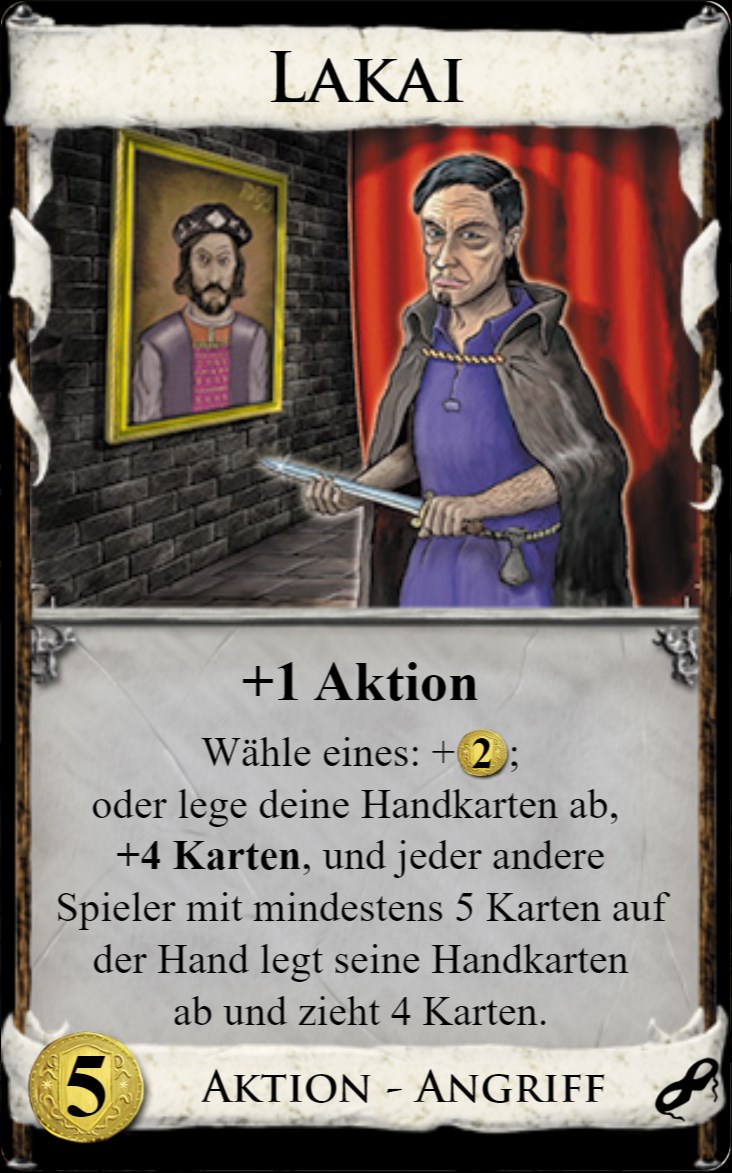 LAKAI
+1 Aktion
Wähle eines: +2;
oder lege deine Handkarten ab,
+4 Karten, und jeder andere
Spieler mit mindestens 5 Karten auf
der Hand legt seine Handkarten
ab und zieht 4 Karten.
5 AKTION - ANGRIFF